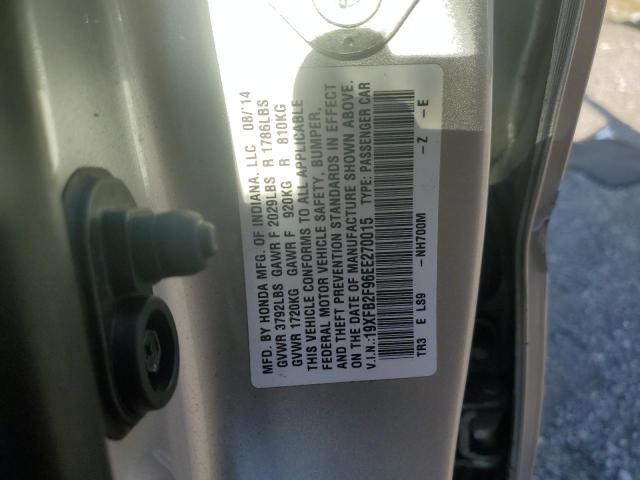 MFD. BY HONDA MFG. OF INDIANA, LLC 08/14
GVWR 3792LBS GAWR F 2029LBS R 1786LBS
GVWR 1720KG GAWR F 920KG R 810KG
THIS VEHICLE CONFORMS TO ALL APPLICABLE
FEDERAL MOTOR VEHICLE SAFETY, BUMPER,
AND THEFT PREVENTION STANDARDS IN EFFECT
ON THE DATE OF MANUFACTURE SHOWN ABOVE.
V.I.N.:19XFB2F96EE270015 TYPE: PASSENGER CAR
TR3 E LS9 -NH700M -Z -E